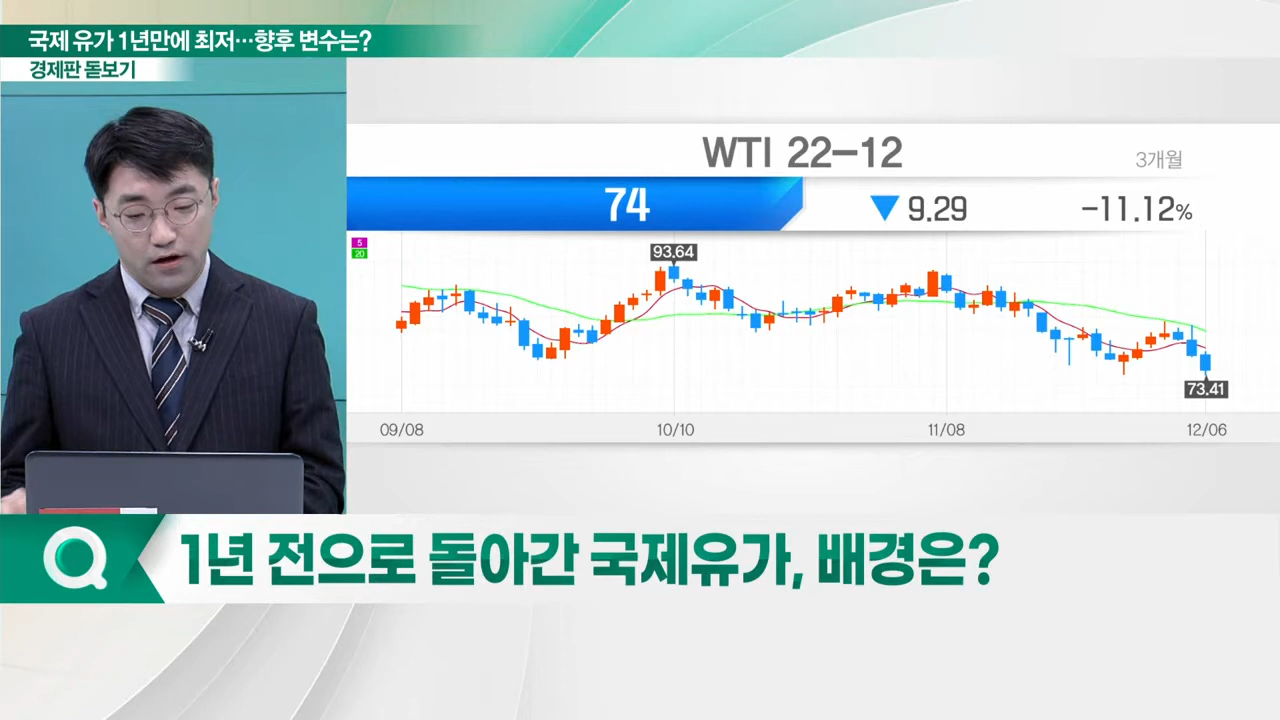 국제 유가 1년만에 최저…향후 변수는?
경제판 돋보기
WTI 22-12
3개월
74
▼ 9.29
-11.12%
5
20
93.64
73.41
09/08
10/10
11/08
12/06
1년 전으로 돌아간 국제유가, 배경은?